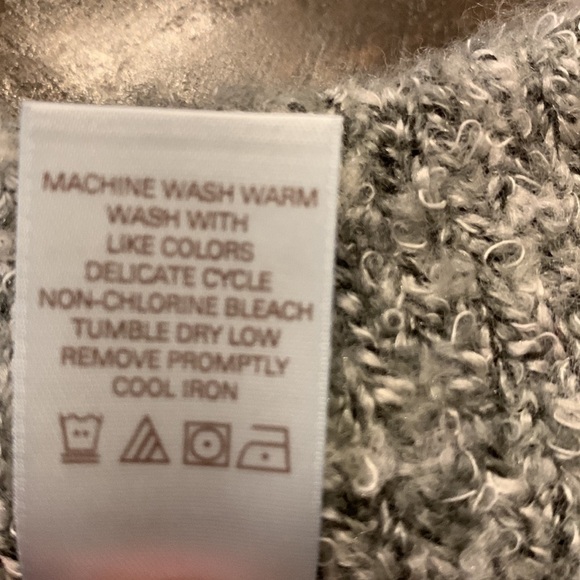 MACHINE WASH WARM
WASH WITH
LIKE COLORS
DELICATE CYCLE
NON-CHLORINE BLEACH
TUMBLE DRY LOW
REMOVE PROMPTLY
COOL IRON